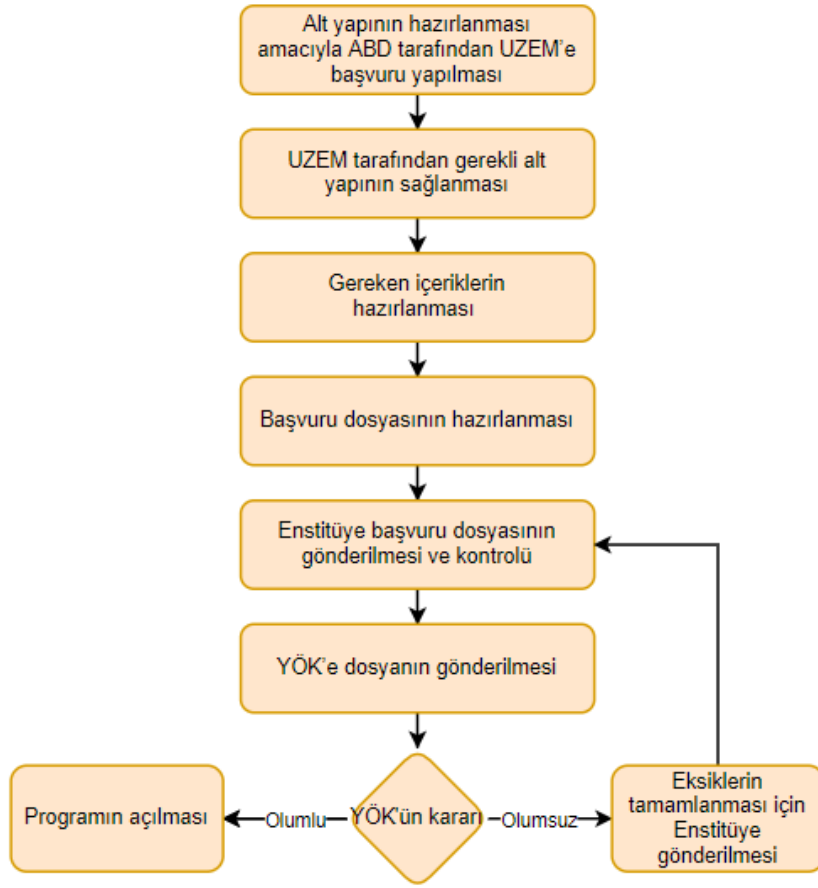 Alt yapının hazırlanması
amacıyla ABD tarafından UZEM'e
başvuru yapılması
UZEM tarafından gerekli alt
yapının sağlanması
Gereken içeriklerin
hazırlanması
Başvuru dosyasının hazırlanması
Enstitüye başvuru dosyasının
gönderilmesi ve kontrolü
YÖK'e dosyanın gönderilmesi
Programın açılması
Olumlu
YÖK'ün kararı
Olumsuz
Eksiklerin
tamamlanması için
Enstitüye
gönderilmesi